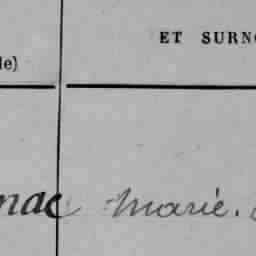 ET SURNO
le)
nac marie.